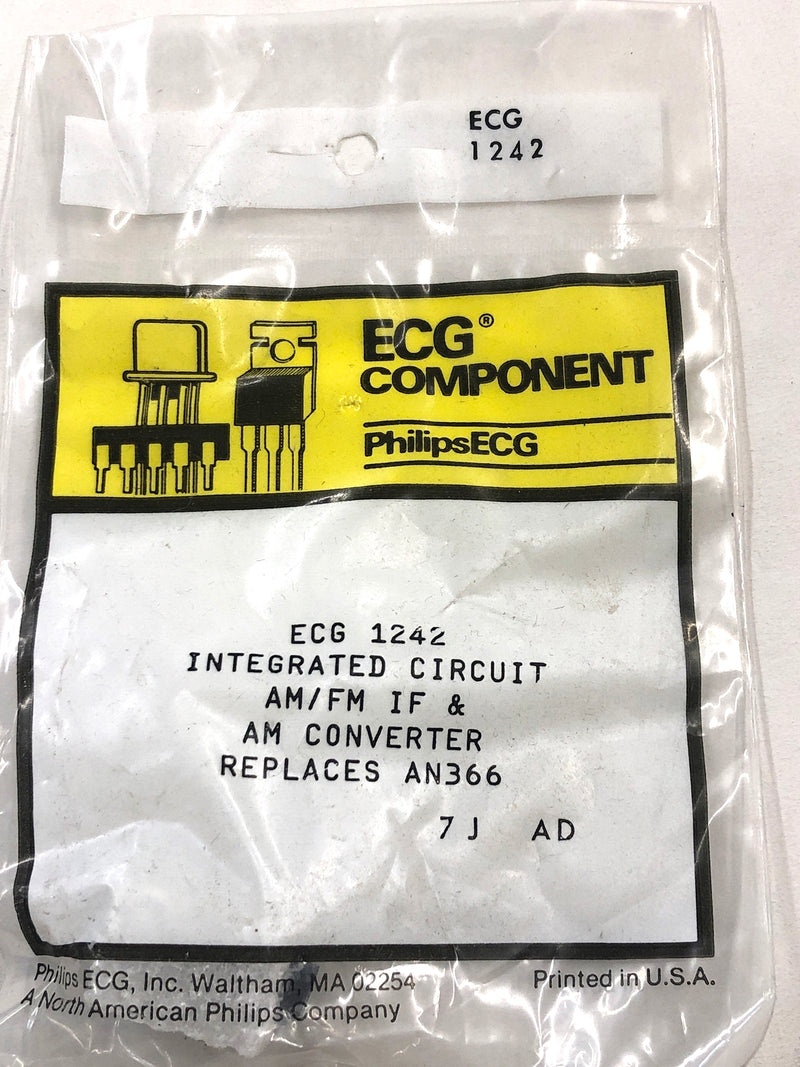 ECG
1242
ECG®
COMPONENT
PhilipsECG
ECG 1242
INTEGRATED CIRCUIT
AM/FM IF &
AM CONVERTER
REPLACES AN366
7J AD
Philips ECG, Inc. Waltham, MA 02254
Printed in U.S.A.
A North American Philips Company